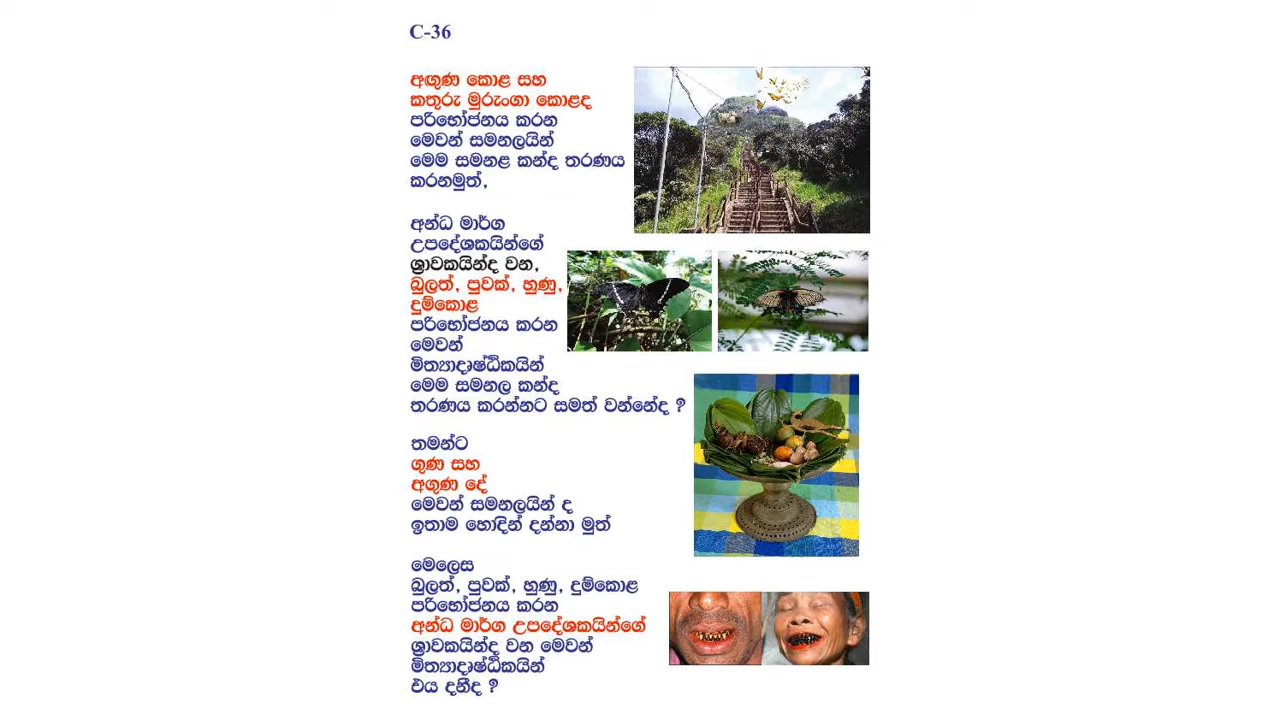 C-36
අඟුණ කොළ සහ
කතුරු මුරුංගා කොළද
පරිභෝජනය කරන
මෙවන් සමනලයින්
මෙම සමනළ කන්ද තරණය
කරනමුත්,
අන්ධ මාර්ග
උපදේශකයින්ගේ
ශ්‍රාවකයින්ද වන,
බුලත්, පුවක්, හුණු,
දුම්කොළ
පරිභෝජනය කරන
මෙවන්
මිත්‍යාදෘෂ්ඨිකයින්
මෙම සමනල කන්ද
තරණය කරන්නට සමත් වන්නේද ?
තමන්ට
ගුණ සහ
අගුණ දේ
මෙවන් සමනලයින් ද
ඉතාම හොඳින් දන්නා මුත්
මෙලෙස
බුලත්, පුවක්, හුණු, දුම්කොළ
පරිභෝජනය කරන
අන්ධ මාර්ග උපදේශකයින්ගේ
ශ්‍රාවකයින්ද වන මෙවන්
මිත්‍යාදෘෂ්ඨිකයින්
එය දනීද ?